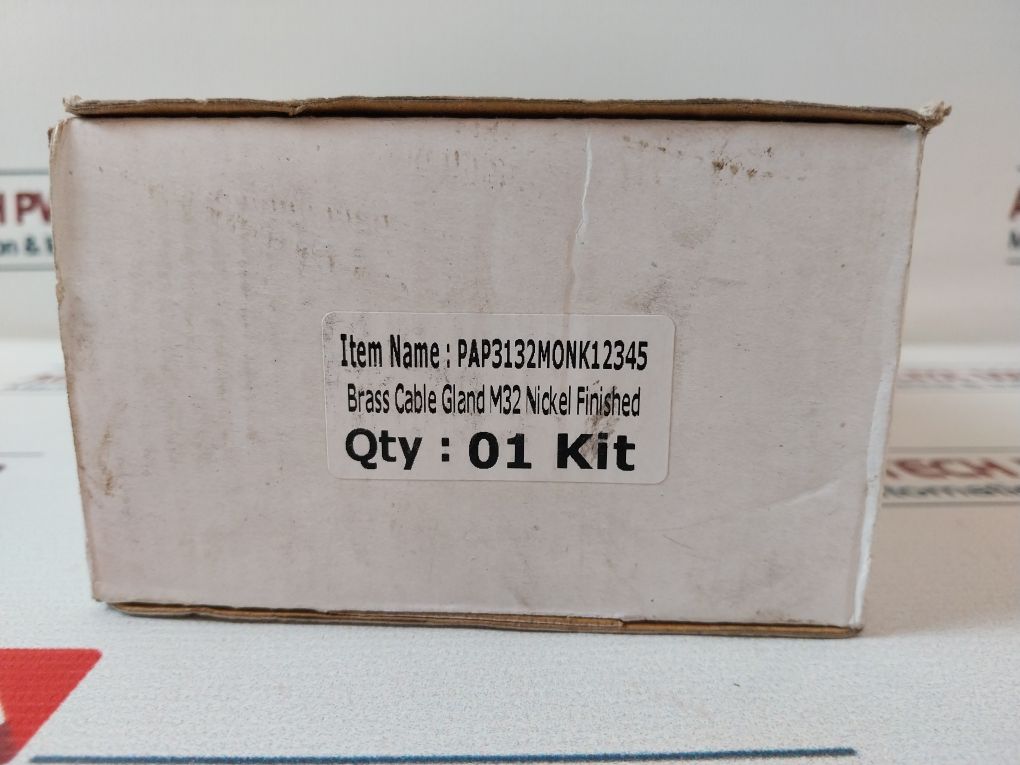 Item Name : PAP3132MONK12345
Brass Cable Gland M32 Nickel Finished
Qty : 01 Kit